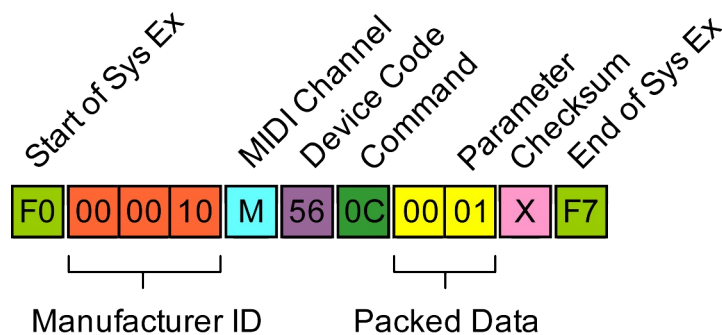 Start of Sys Ex
MIDI Channel
Device Code
Command
Parameter
Checksum
End of Sys Ex
F0 00 00 10 M 56 0C 00 01 X F7
Manufacturer ID
Packed Data